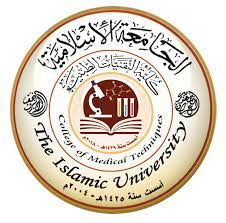 الجامعة الإسلامية
كلية التقنيات الطبية
College of Medical Techniques
The Islamic University
أسست سنة ١٤٢٥هـ-٢٠٠٤م